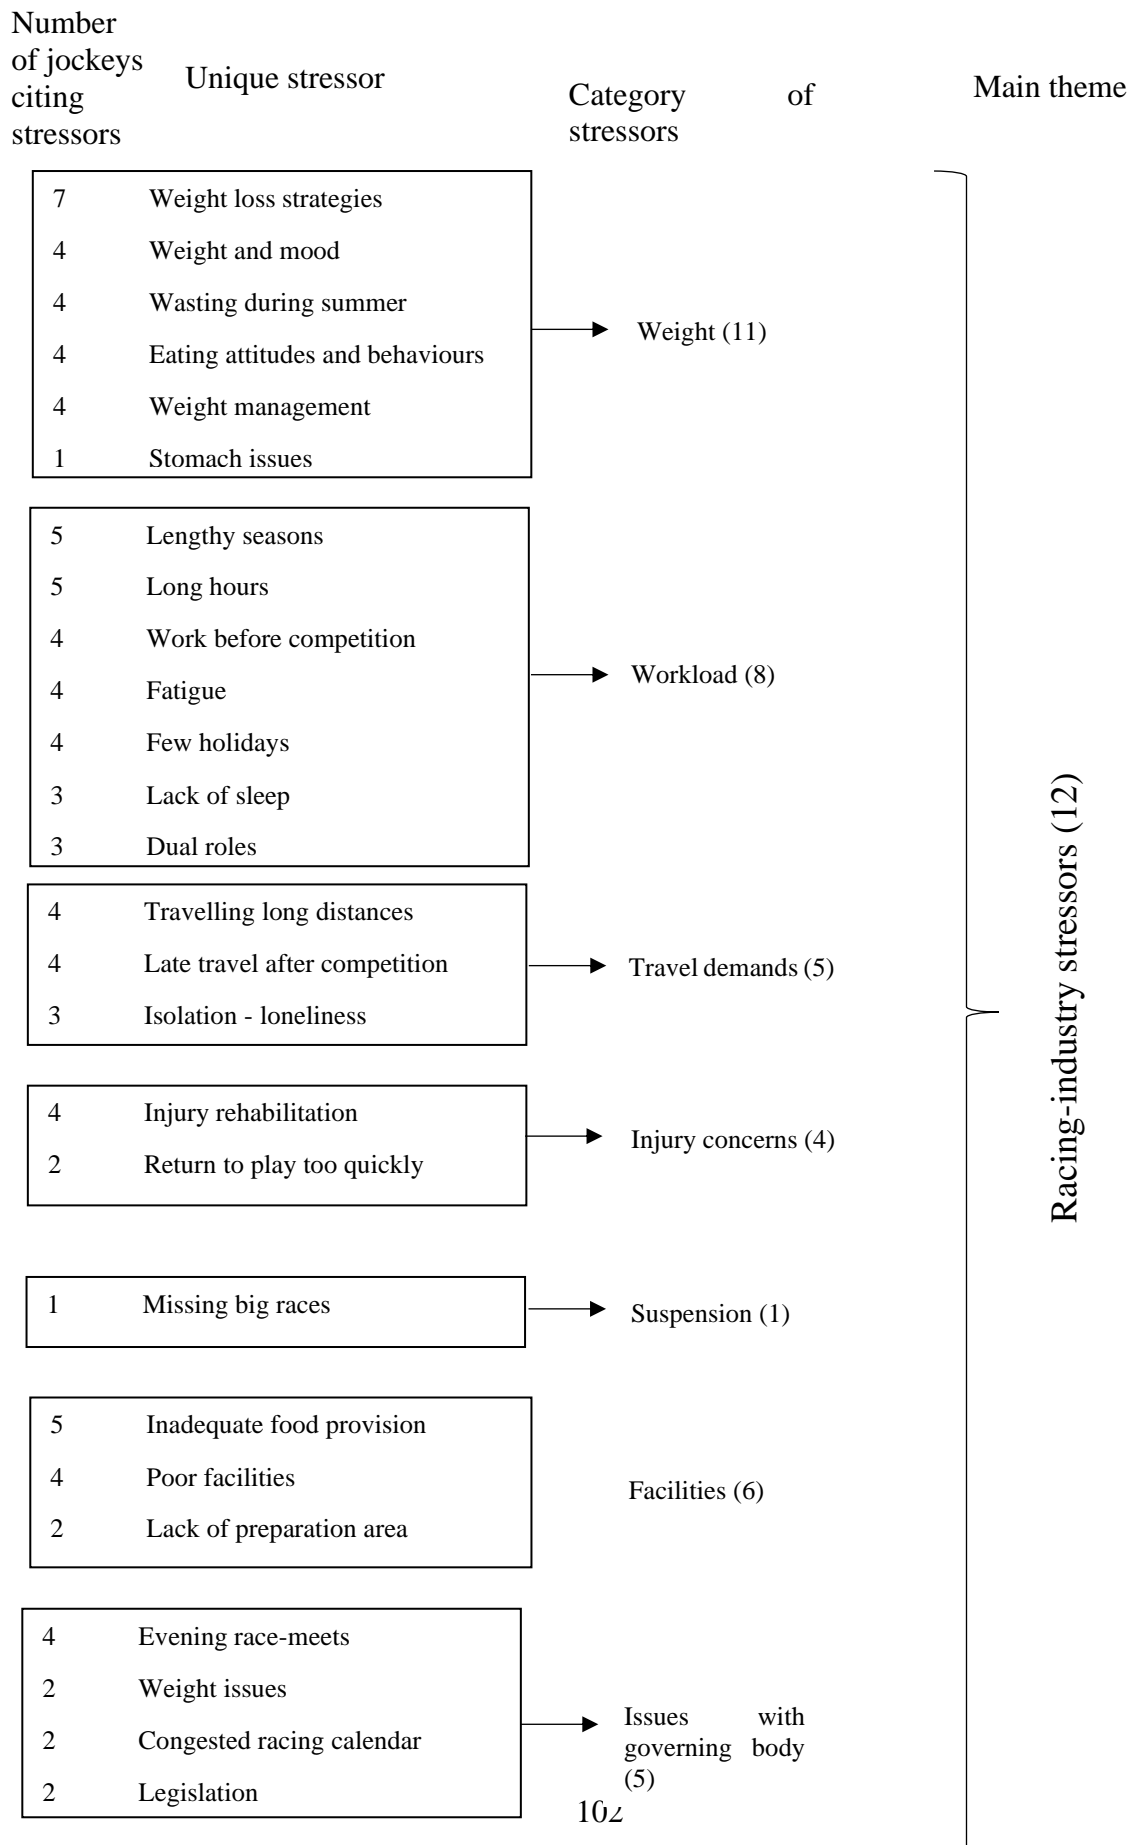 Number
of jockeys
citing
stressors
Unique stressor
Category of
stressors
Main theme
7 Weight loss strategies
4 Weight and mood
4 Wasting during summer
4 Eating attitudes and behaviours
4 Weight management
1 Stomach issues
Weight (11)
5 Lengthy seasons
5 Long hours
4 Work before competition
4 Fatigue
4 Few holidays
3 Lack of sleep
3 Dual roles
Workload (8)
4 Travelling long distances
4 Late travel after competition
3 Isolation - loneliness
Travel demands (5)
4 Injury rehabilitation
2 Return to play too quickly
Injury concerns (4)
1 Missing big races
Suspension (1)
5 Inadequate food provision
4 Poor facilities
2 Lack of preparation area
Facilities (6)
4 Evening race-meets
2 Weight issues
2 Congested racing calendar
2 Legislation
Issues with
governing body
(5)
Racing-industry stressors (12)
102